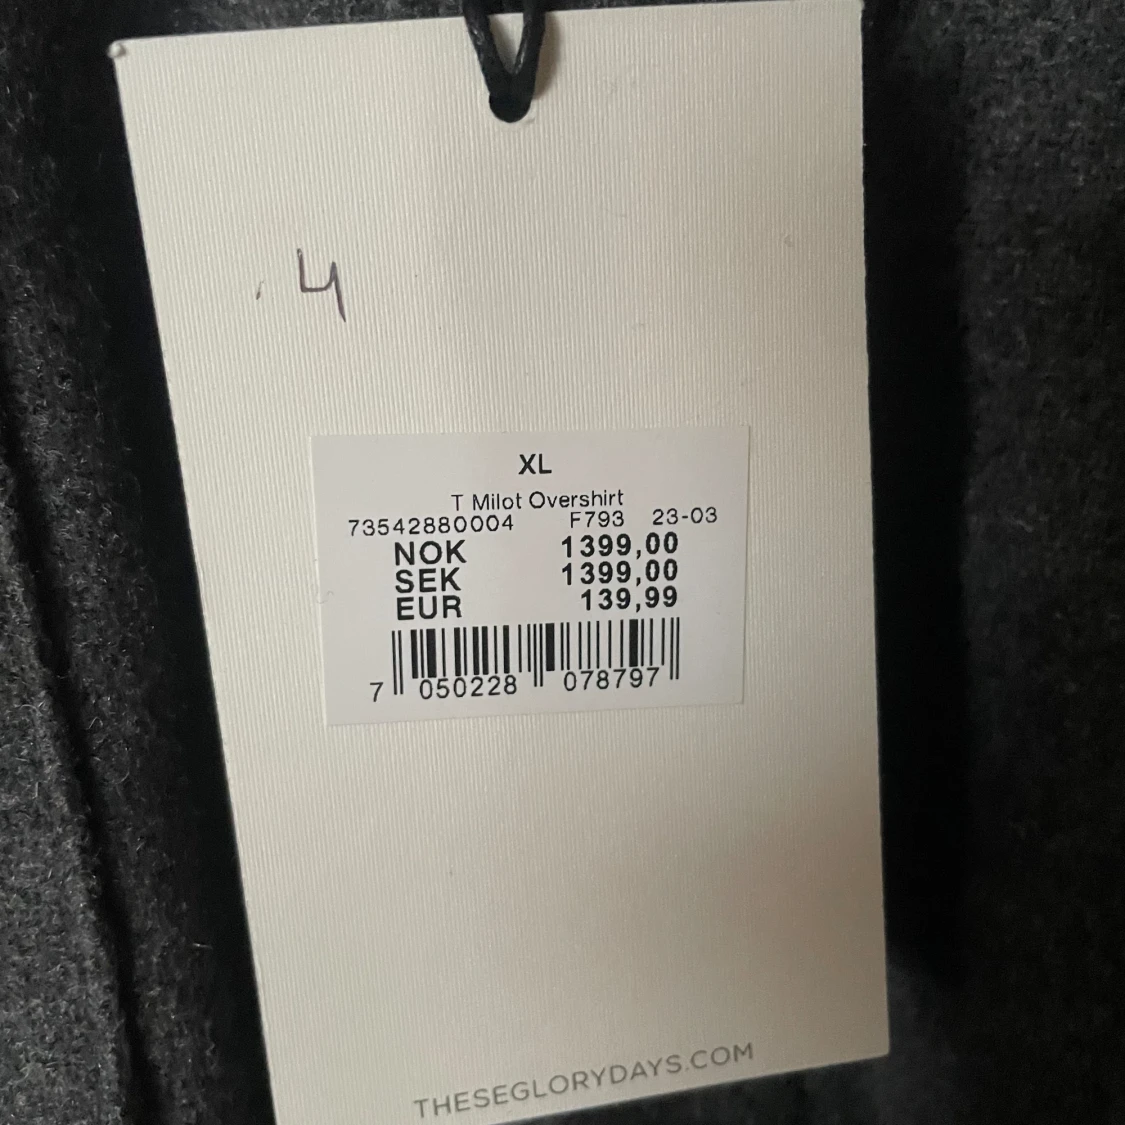 4
XL
T Milot Overshirt
73542880004 F793 23-03
NOK 1399,00
SEK 1399,00
EUR 139,99
7 050228 078797
THESEGLORYDAYS.COM